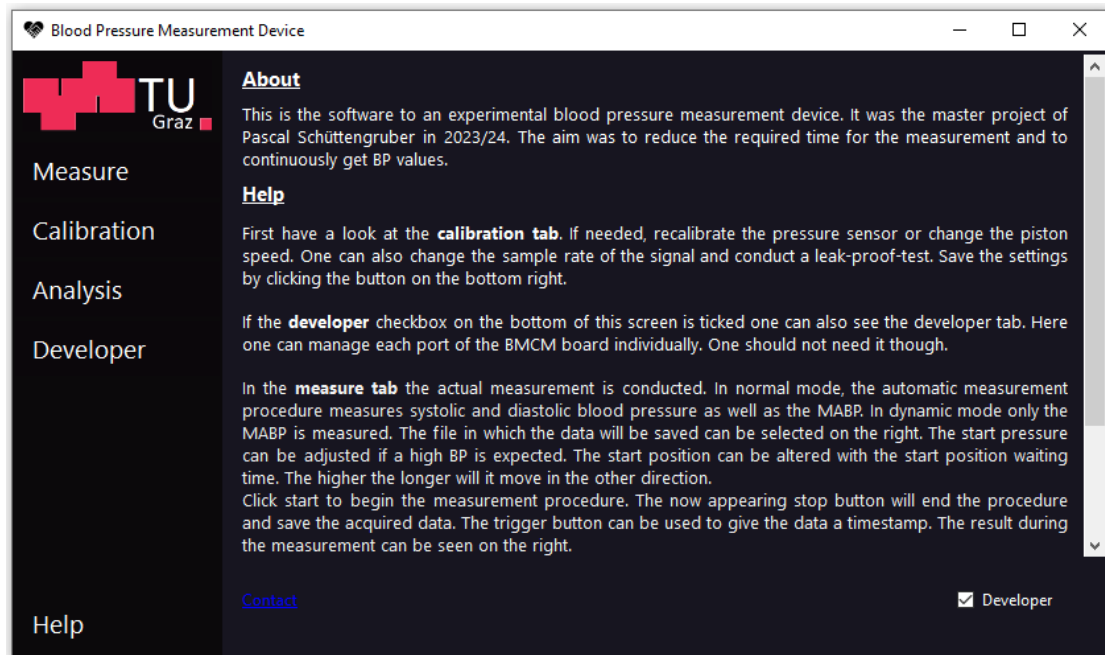 Blood Pressure Measurement Device
TU
Graz
Measure
Calibration
Analysis
Developer
Help
About
This is the software to an experimental blood pressure measurement device. It was the master project of
Pascal Schüttengruber in 2023/24. The aim was to reduce the required time for the measurement and to
continuously get BP values.
Help
First have a look at the calibration tab. If needed, recalibrate the pressure sensor or change the piston
speed. One can also change the sample rate of the signal and conduct a leak-proof-test. Save the settings
by clicking the button on the bottom right.
If the developer checkbox on the bottom of this screen is ticked one can also see the developer tab. Here
one can manage each port of the BMCM board individually. One should not need it though.
In the measure tab the actual measurement is conducted. In normal mode, the automatic measurement
procedure measures systolic and diastolic blood pressure as well as the MABP. In dynamic mode only the
MABP is measured. The file in which the data will be saved can be selected on the right. The start pressure
can be adjusted if a high BP is expected. The start position can be altered with the start position waiting
time. The higher the longer will it move in the other direction.
Click start to begin the measurement procedure. The now appearing stop button will end the procedure
and save the acquired data. The trigger button can be used to give the data a timestamp. The result during
the measurement can be seen on the right.
Contact
Developer